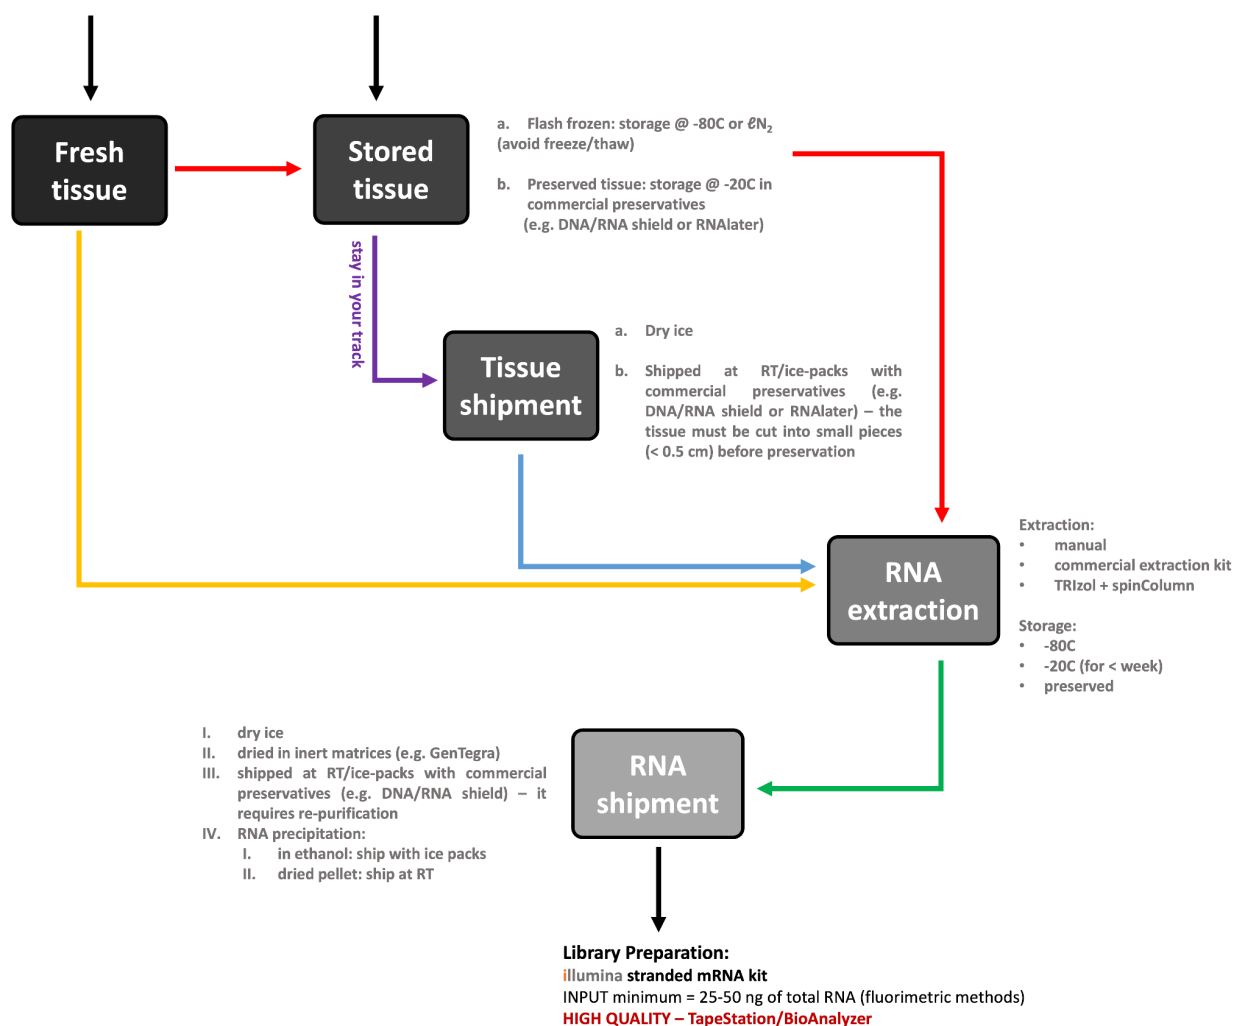 Fresh
tissue
Stored
tissue
a. Flash frozen: storage @ -80C or ℓN₂
(avoid freeze/thaw)
b. Preserved tissue: storage @ -20C in
commercial preservatives
(e.g. DNA/RNA shield or RNAlater)
stay in your track
Tissue
shipment
a. Dry ice
b. Shipped at RT/ice-packs with
commercial preservatives (e.g.
DNA/RNA shield or RNAlater) – the
tissue must be cut into small pieces
(< 0.5 cm) before preservation
RNA
extraction
Extraction:
• manual
• commercial extraction kit
• TRIzol + spinColumn
Storage:
• -80C
• -20C (for < week)
• preserved
I. dry ice
II. dried in inert matrices (e.g. GenTegra)
III. shipped at RT/ice-packs with commercial
preservatives (e.g. DNA/RNA shield) – it
requires re-purification
IV. RNA precipitation:
I. in ethanol: ship with ice packs
II. dried pellet: ship at RT
RNA
shipment
Library Preparation:
illumina stranded mRNA kit
INPUT minimum = 25-50 ng of total RNA (fluorimetric methods)
HIGH QUALITY – TapeStation/BioAnalyzer